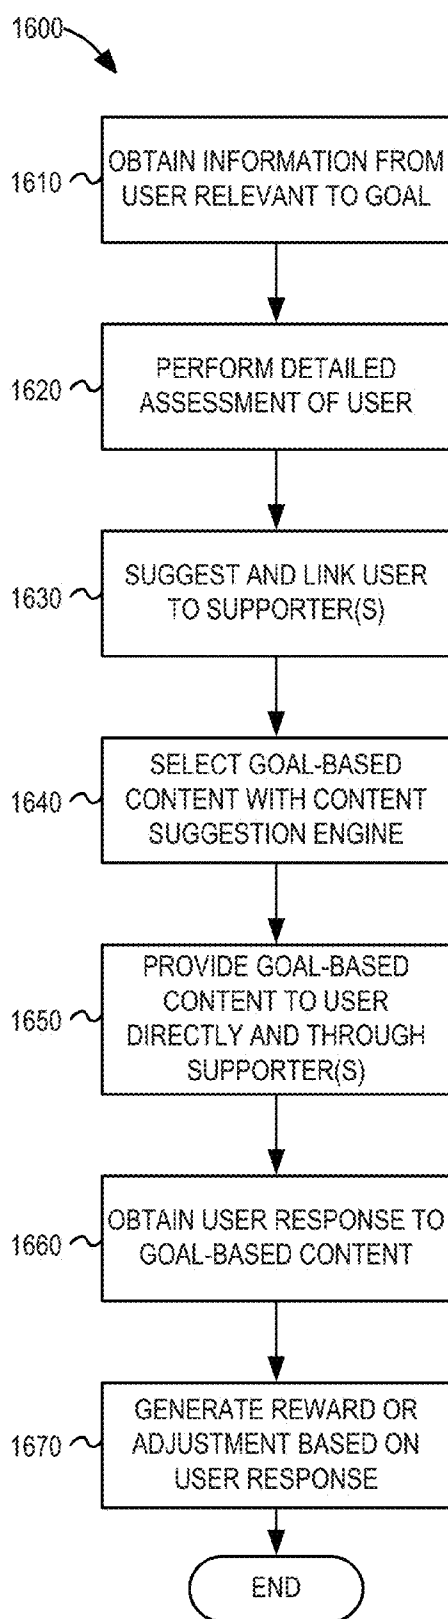 1600
1610
OBTAIN INFORMATION FROM
USER RELEVANT TO GOAL
1620
PERFORM DETAILED
ASSESSMENT OF USER
1630
SUGGEST AND LINK USER
TO SUPPORTER(S)
1640
SELECT GOAL-BASED
CONTENT WITH CONTENT
SUGGESTION ENGINE
1650
PROVIDE GOAL-BASED
CONTENT TO USER
DIRECTLY AND THROUGH
SUPPORTER(S)
1660
OBTAIN USER RESPONSE TO
GOAL-BASED CONTENT
1670
GENERATE REWARD OR
ADJUSTMENT BASED ON
USER RESPONSE
END